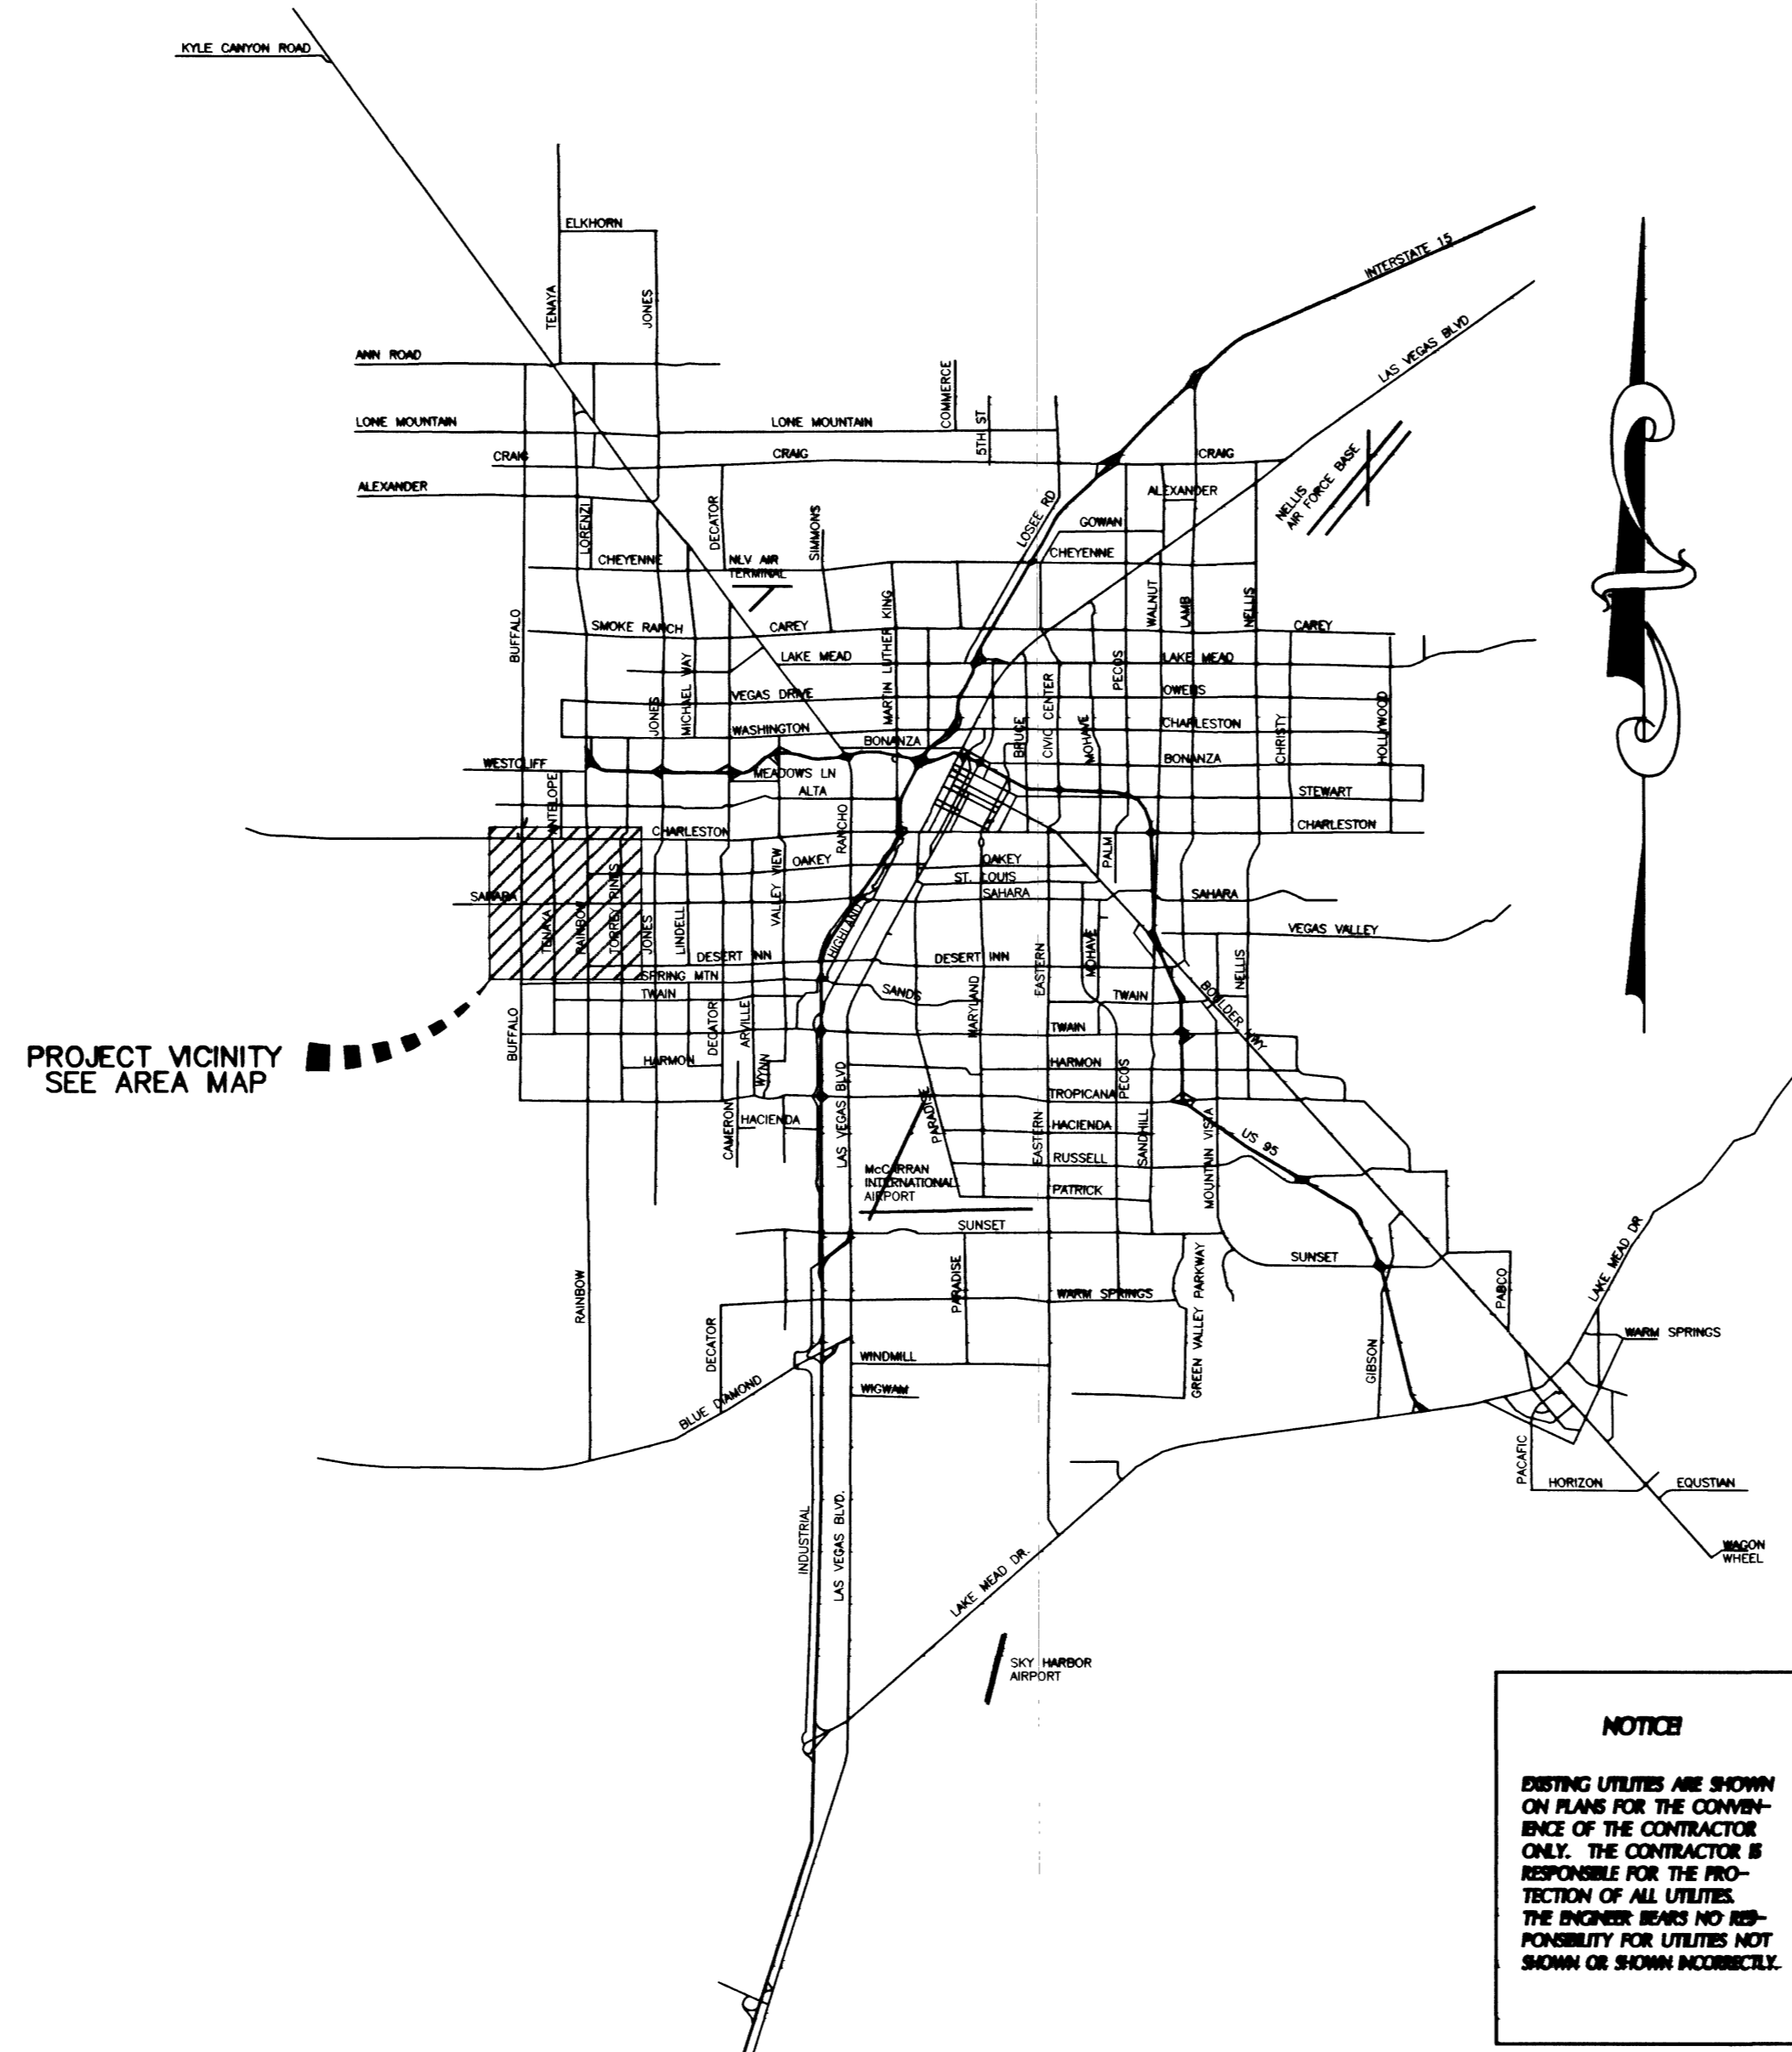 KYLE CANYON ROAD
ELKHORN
INTERSTATE 15
TENAYA
JONES
LAS VEGAS BLVD
ANN ROAD
COMMERCE
LONE MOUNTAIN
LONE MOUNTAIN
5TH ST
CRAIG
CRAIG
CRAIG
NELLIS
AIR FORCE BASE
ALEXANDER
ALEXANDER
LORENZI
DECATOR
SIMMONS
LOSEE RD
GOWAN
CHEYENNE
NLV AIR
TERMINAL
CHEYENNE
BUFFALO
MARTIN LUTHER KING
WALNUT
LAMB
NELLIS
SMOKE RANCH
CAREY
CAREY
MICHAEL WAY
LAKE MEAD
PECOS
LAKE MEAD
JONES
VEGAS DRIVE
CIVIC CENTER
OWENS
WASHINGTON
BONANZA
BRUCE
MOHAVE
CHARLESTON
CHRISTY
HOLLYWOOD
WESTCLIFF
MEADOWS LN
BONANZA
ANTELOPE
ALTA
STEWART
CHARLESTON
RANCHO
CHARLESTON
OAKEY
OAKEY
PALM
VALLEY VIEW
ST. LOUIS
SAHARA
SAHARA
SAHARA
TENAYA
RAINBOW
TORREY PINES
JONES
LINDELL
HIGHLAND
VEGAS VALLEY
DESERT INN
DESERT INN
EASTERN
MOHAVE
NELLIS
SPRING MTN
TWAIN
SANDS
MARYLAND
TWAIN
BOULDER HWY
BUFFALO
DECATOR
ARVILLE
TWAIN
PROJECT VICINITY
SEE AREA MAP
HARMON
WYNN
HARMON
LAS VEGAS BLVD
TROPICANA
PECOS
CAMERON
HACIENDA
PARADISE
EASTERN
HACIENDA
SANDHILL
MOUNTAIN VISTA
US 95
RUSSELL
McCARRAN
INTERNATIONAL
AIRPORT
PATRICK
SUNSET
SUNSET
LAKE MEAD DR
RAINBOW
PARADISE
WARM SPRINGS
GREEN VALLEY PARKWAY
PABCO
DECATOR
WARM SPRINGS
WINDMILL
GIBSON
BLUE DIAMOND
WIGWAM
PACAFIC
HORIZON
EQUSTIAN
INDUSTRIAL
LAS VEGAS BLVD.
WAGON
WHEEL
LAKE MEAD DR.
SKY HARBOR
AIRPORT
NOTICE!
EXISTING UTILITIES ARE SHOWN
ON PLANS FOR THE CONVEN-
ENCE OF THE CONTRACTOR
ONLY. THE CONTRACTOR IS
RESPONSIBLE FOR THE PRO-
TECTION OF ALL UTILITIES.
THE ENGINEER BEARS NO RES-
PONSIBILITY FOR UTILITIES NOT
SHOWN OR SHOWN INCORRECTLY.